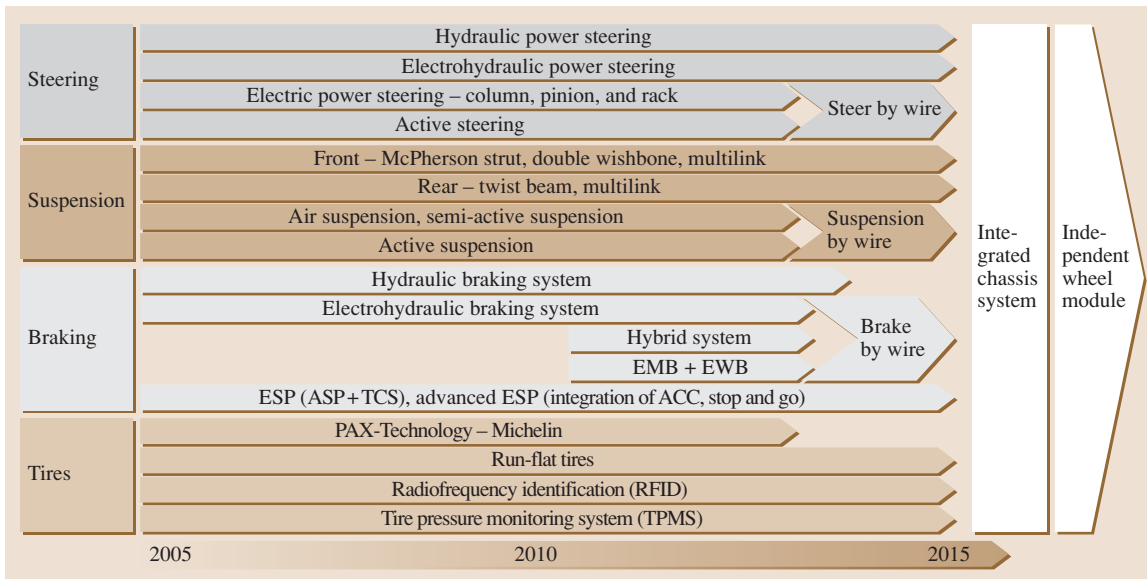 Steering
Hydraulic power steering
Electrohydraulic power steering
Electric power steering – column, pinion, and rack
Active steering
Steer by wire
Suspension
Front – McPherson strut, double wishbone, multilink
Rear – twist beam, multilink
Air suspension, semi-active suspension
Active suspension
Suspension
by wire
Braking
Hydraulic braking system
Electrohydraulic braking system
Hybrid system
EMB + EWB
Brake
by wire
ESP (ASP + TCS), advanced ESP (integration of ACC, stop and go)
Tires
PAX-Technology – Michelin
Run-flat tires
Radiofrequency identification (RFID)
Tire pressure monitoring system (TPMS)
Inte-
grated
chassis
system
Inde-
pendent
wheel
module
2005
2010
2015